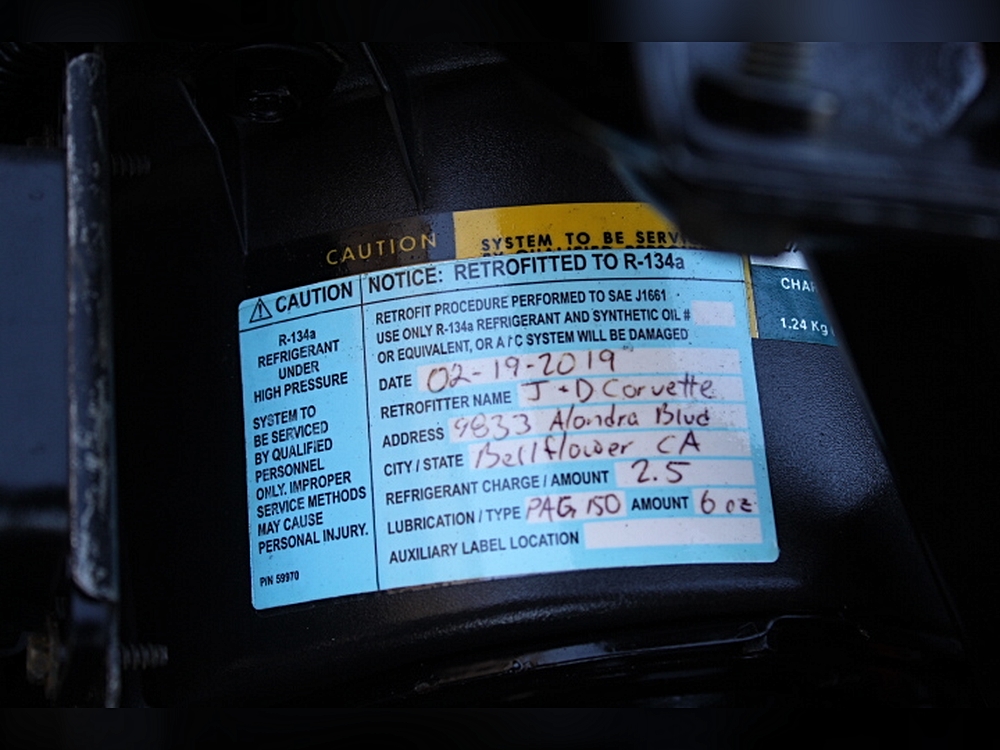 CAUTION
SYSTEM TO BE
CAUTION
NOTICE: RETROFITTED TO R-134a
R-134a
REFRIGERANT
UNDER
HIGH PRESSURE
SYSTEM TO
BE SERVICED
BY QUALIFIED
PERSONNEL
ONLY. IMPROPER
SERVICE METHODS
MAY CAUSE
PERSONAL INJURY.
P/N 59970
RETROFIT PROCEDURE PERFORMED TO SAE J1661
USE ONLY R-134a REFRIGERANT AND SYNTHETIC OIL #
OR EQUIVALENT, OR A/C SYSTEM WILL BE DAMAGED
DATE 02-19-2019
RETROFITTER NAME J+D Corvette
ADDRESS 9833 Alondra Blvd
CITY / STATE Bellflower CA
REFRIGERANT CHARGE / AMOUNT 2.5
LUBRICATION / TYPE PAG 150 AMOUNT 6 oz
AUXILIARY LABEL LOCATION
1.24 Kg